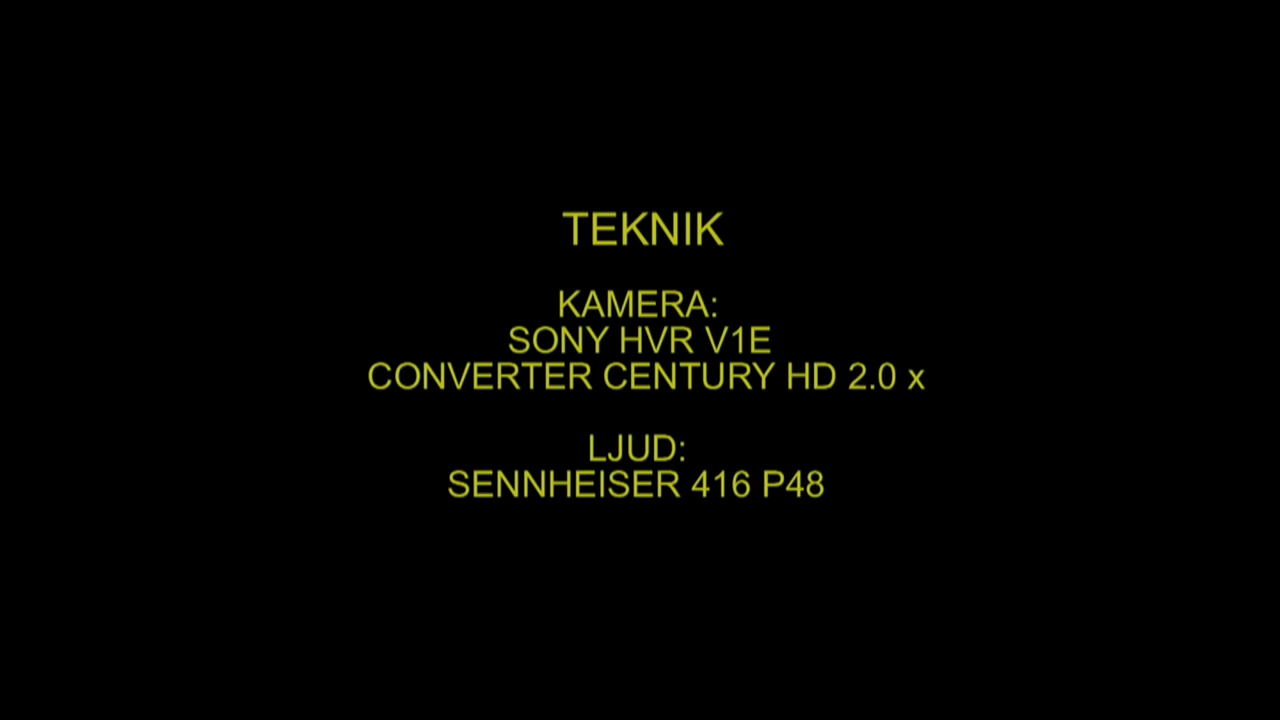 TEKNIK
KAMERA:
SONY HVR V1E
CONVERTER CENTURY HD 2.0 x
LJUD:
SENNHEISER 416 P48